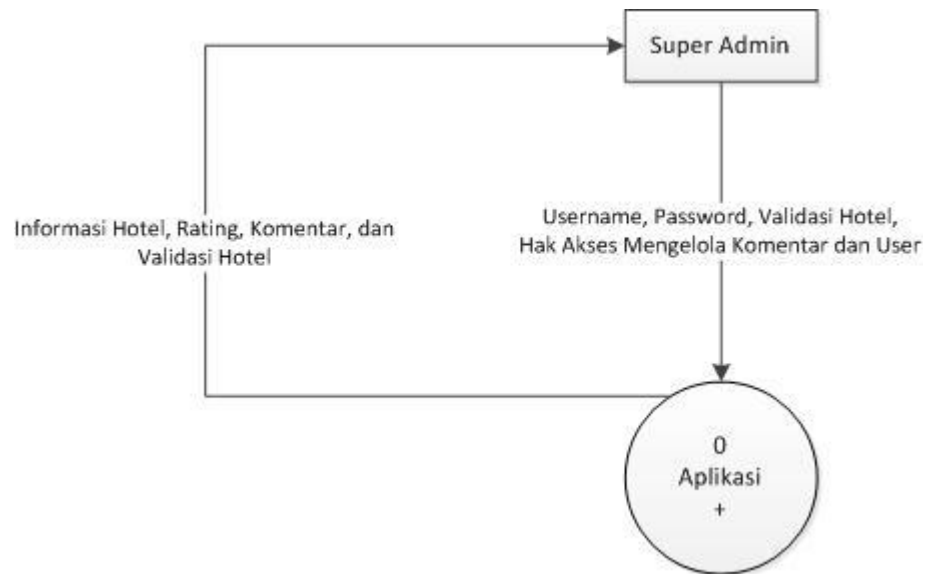 Super Admin
Informasi Hotel, Rating, Komentar, dan
Validasi Hotel
Username, Password, Validasi Hotel,
Hak Akses Mengelola Komentar dan User
0
Aplikasi
+